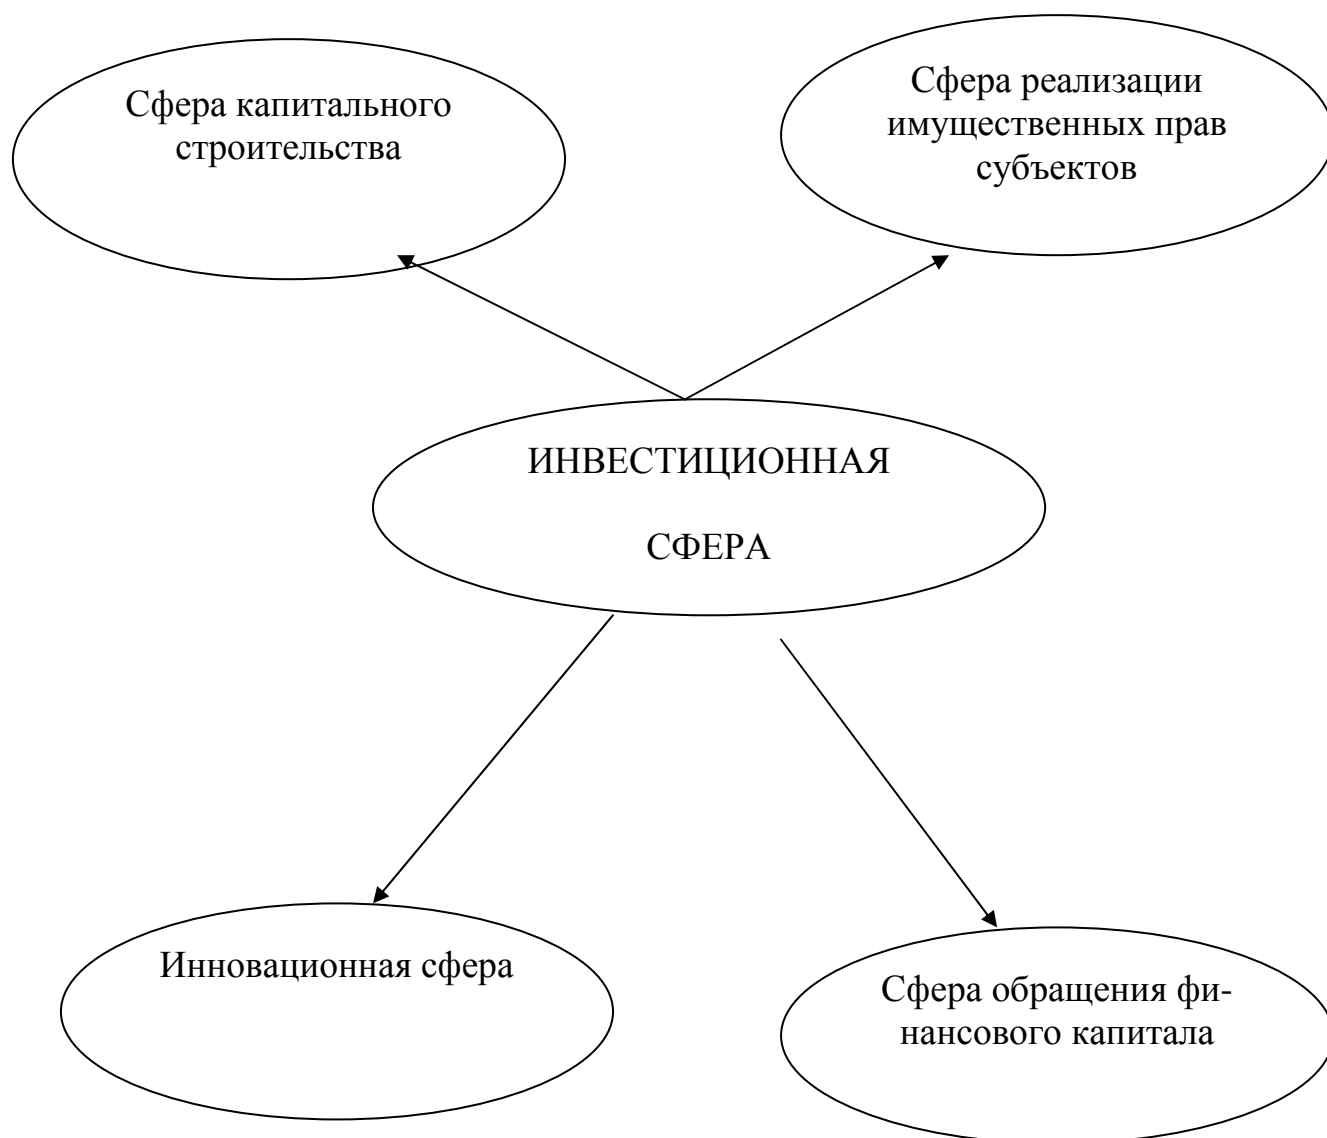 Сфера капитального
строительства
Сфера реализации
имущественных прав
субъектов
ИНВЕСТИЦИОННАЯ
СФЕРА
Инновационная сфера
Сфера обращения фи-
нансового капитала